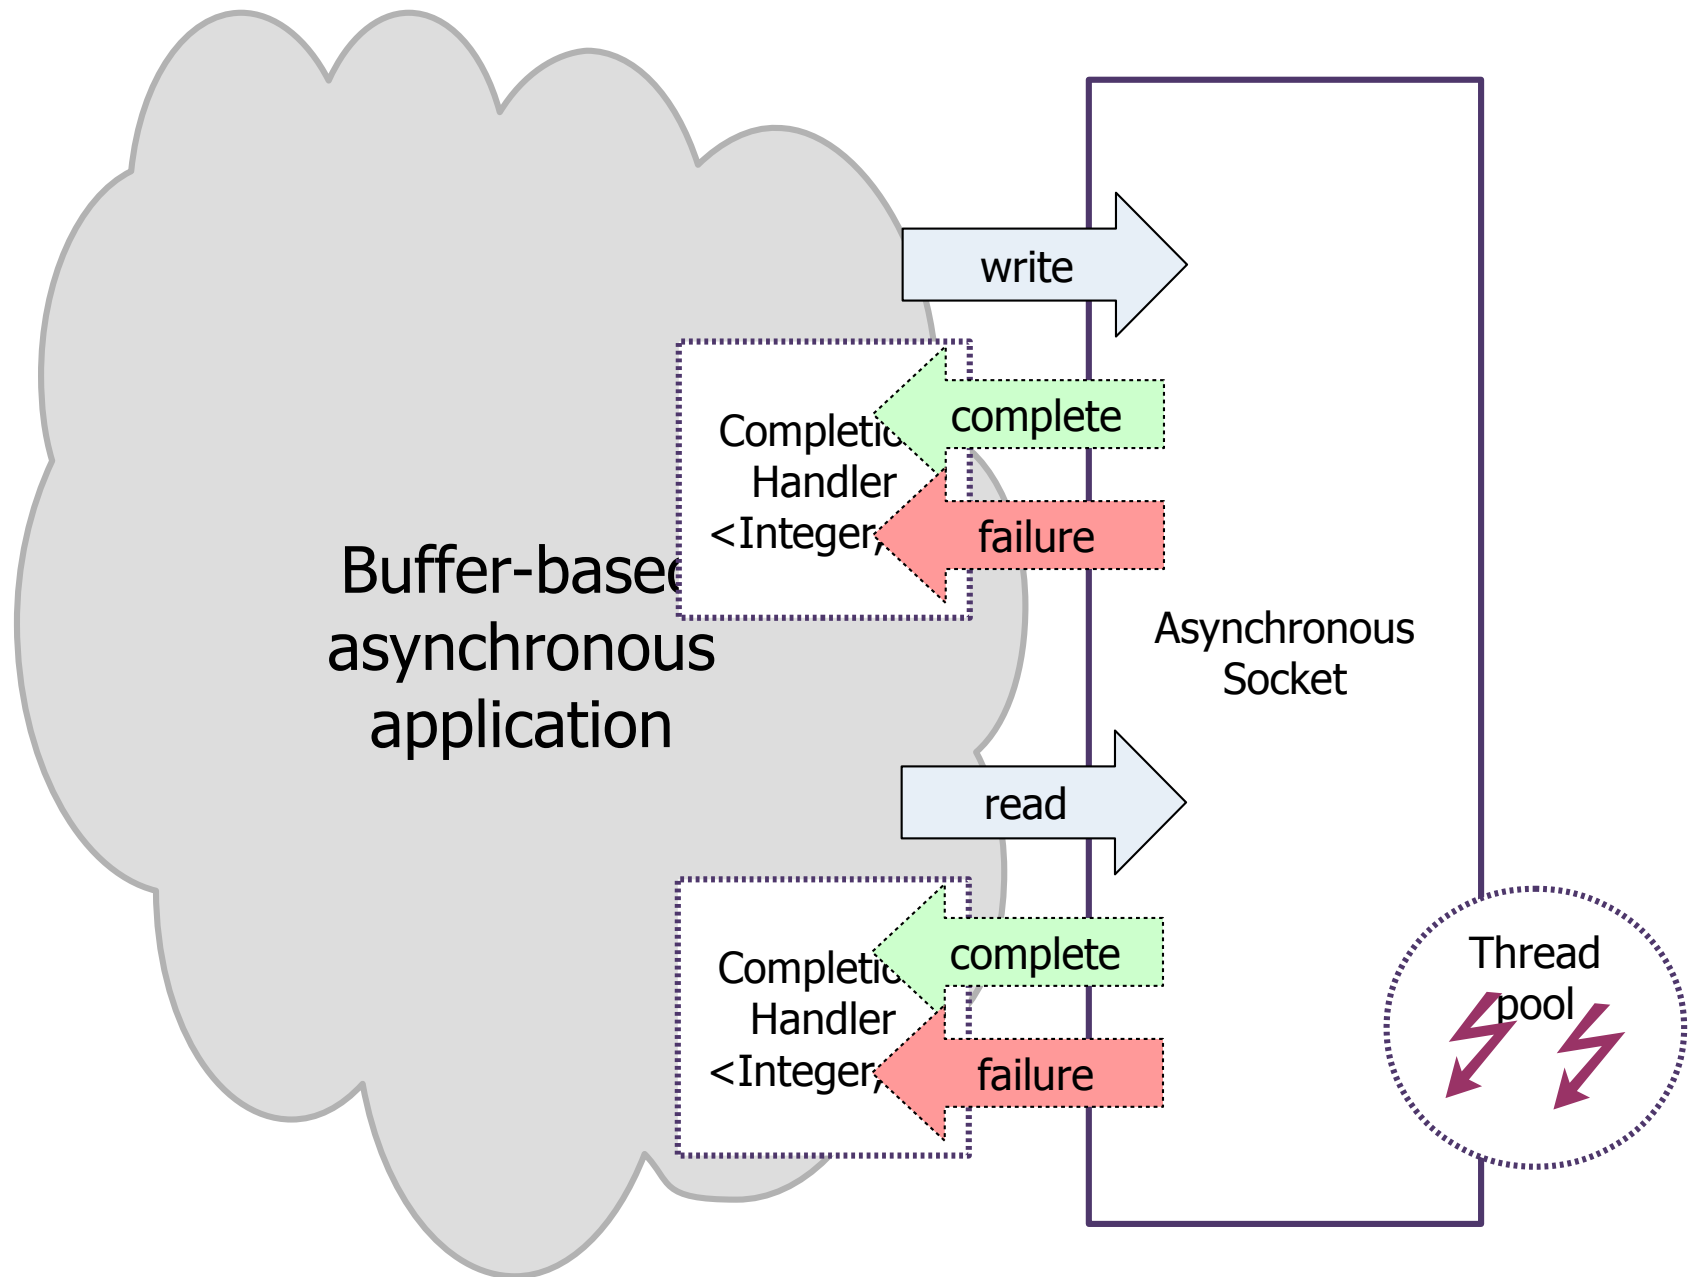 write
complete
Completio
Handler
<Integer,
failure
Buffer-based
asynchronous
application
Asynchronous
Socket
read
complete
Completio
Handler
<Integer,
failure
Thread
pool